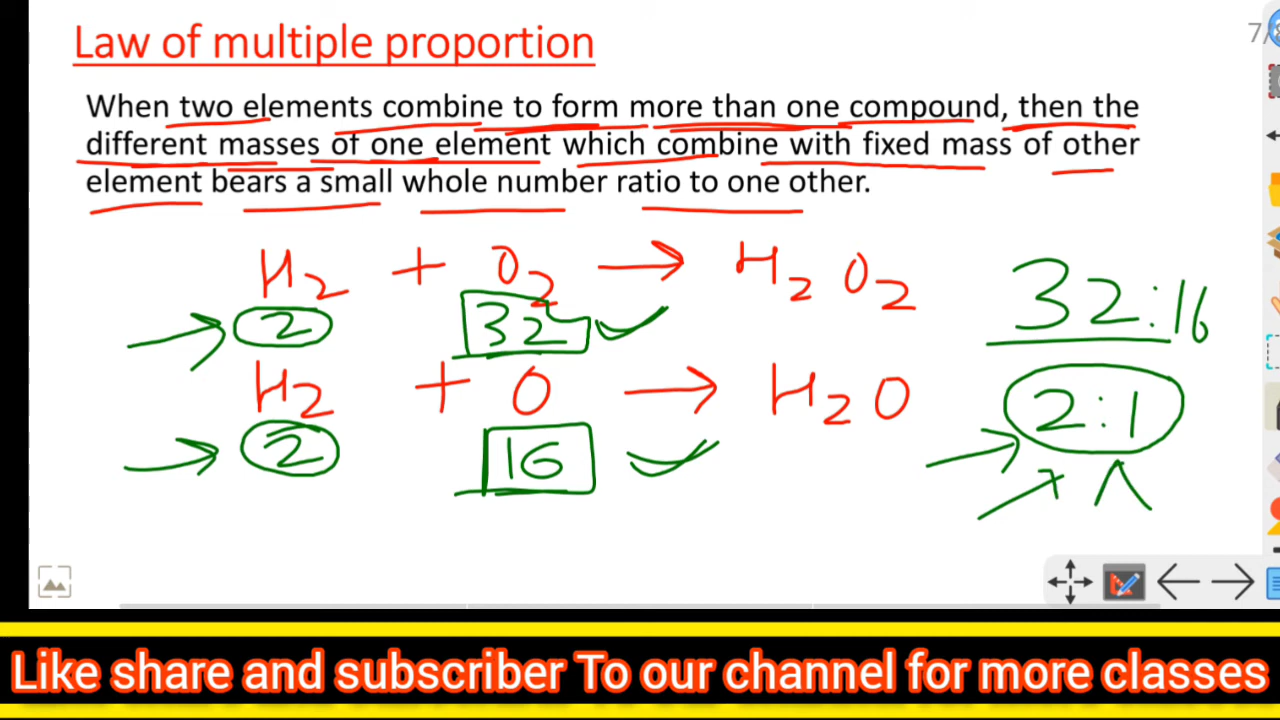 Law of multiple proportion
7/
When two elements combine to form more than one compound, then the
different masses of one element which combine with fixed mass of other
element bears a small whole number ratio to one other.
H2 + O2 → H2O2
2 32
32:16
H2 + O → H2O
2:1
2 16
Like share and subscriber To our channel for more classes